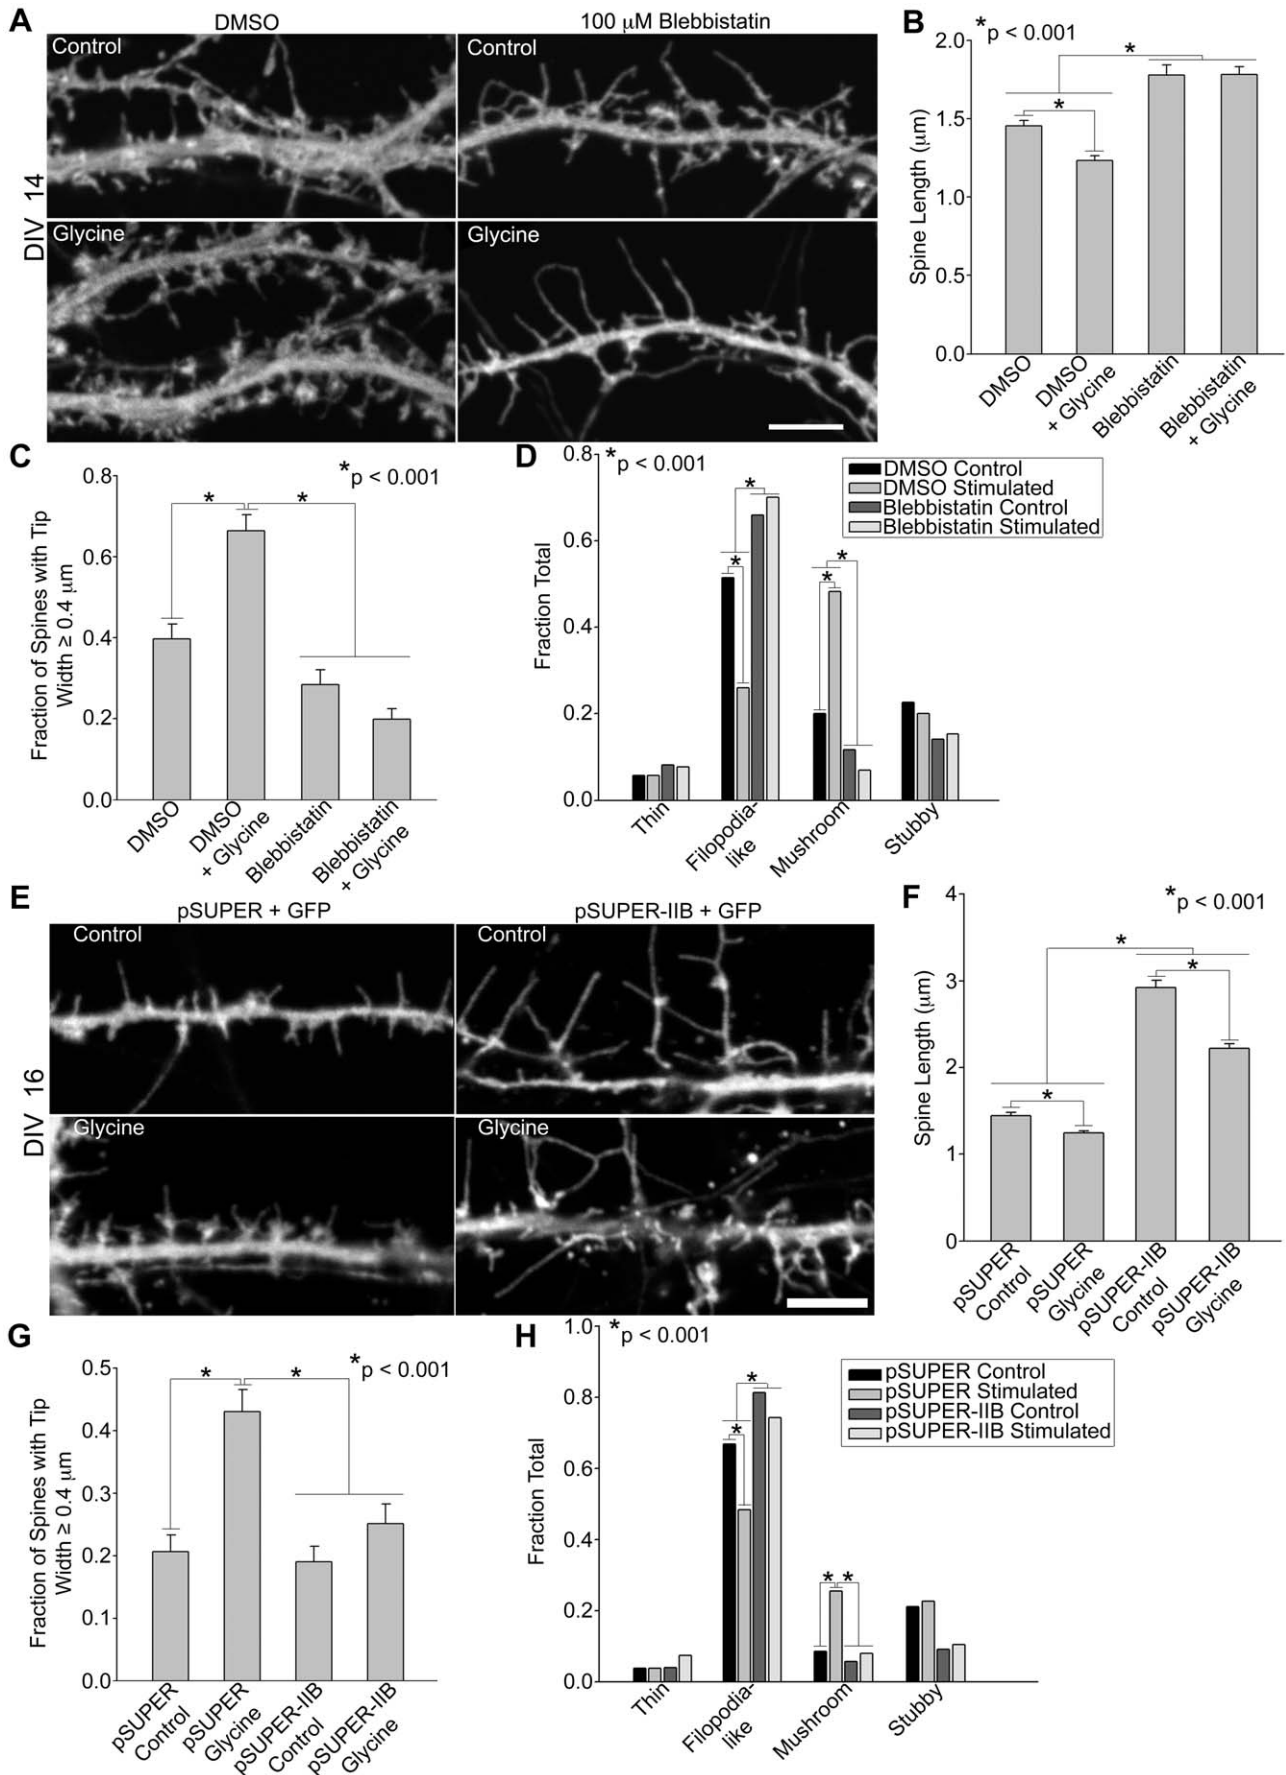 A
DMSO
100 μM Blebbistatin
DIV 14
Control
Control
Glycine
Glycine
B
*p < 0.001
Spine Length (μm)
2.0
1.5
1.0
0.5
0.0
*
*
DMSO
DMSO
+ Glycine
Blebbistatin
Blebbistatin
+ Glycine
C
*p < 0.001
Fraction of Spines with Tip
Width ≥ 0.4 μm
0.8
0.6
0.4
0.2
0.0
*
*
DMSO
DMSO
+ Glycine
Blebbistatin
Blebbistatin
+ Glycine
D
*p < 0.001
DMSO Control
DMSO Stimulated
Blebbistatin Control
Blebbistatin Stimulated
Fraction Total
0.8
0.6
0.4
0.2
0.0
*
*
*
*
Thin
Filopodia-
like
Mushroom
Stubby
E
pSUPER + GFP
pSUPER-IIB + GFP
DIV 16
Control
Control
Glycine
Glycine
F
*p < 0.001
Spine Length (μm)
4
3
2
1
0
*
*
*
pSUPER
Control
pSUPER
Glycine
pSUPER-IIB
Control
pSUPER-IIB
Glycine
G
*p < 0.001
Fraction of Spines with Tip
Width ≥ 0.4 μm
0.5
0.4
0.3
0.2
0.1
0.0
*
*
pSUPER
Control
pSUPER
Glycine
pSUPER-IIB
Control
pSUPER-IIB
Glycine
H
*p < 0.001
pSUPER Control
pSUPER Stimulated
pSUPER-IIB Control
pSUPER-IIB Stimulated
Fraction Total
1.0
0.8
0.6
0.4
0.2
0.0
*
*
*
*
Thin
Filopodia-
like
Mushroom
Stubby